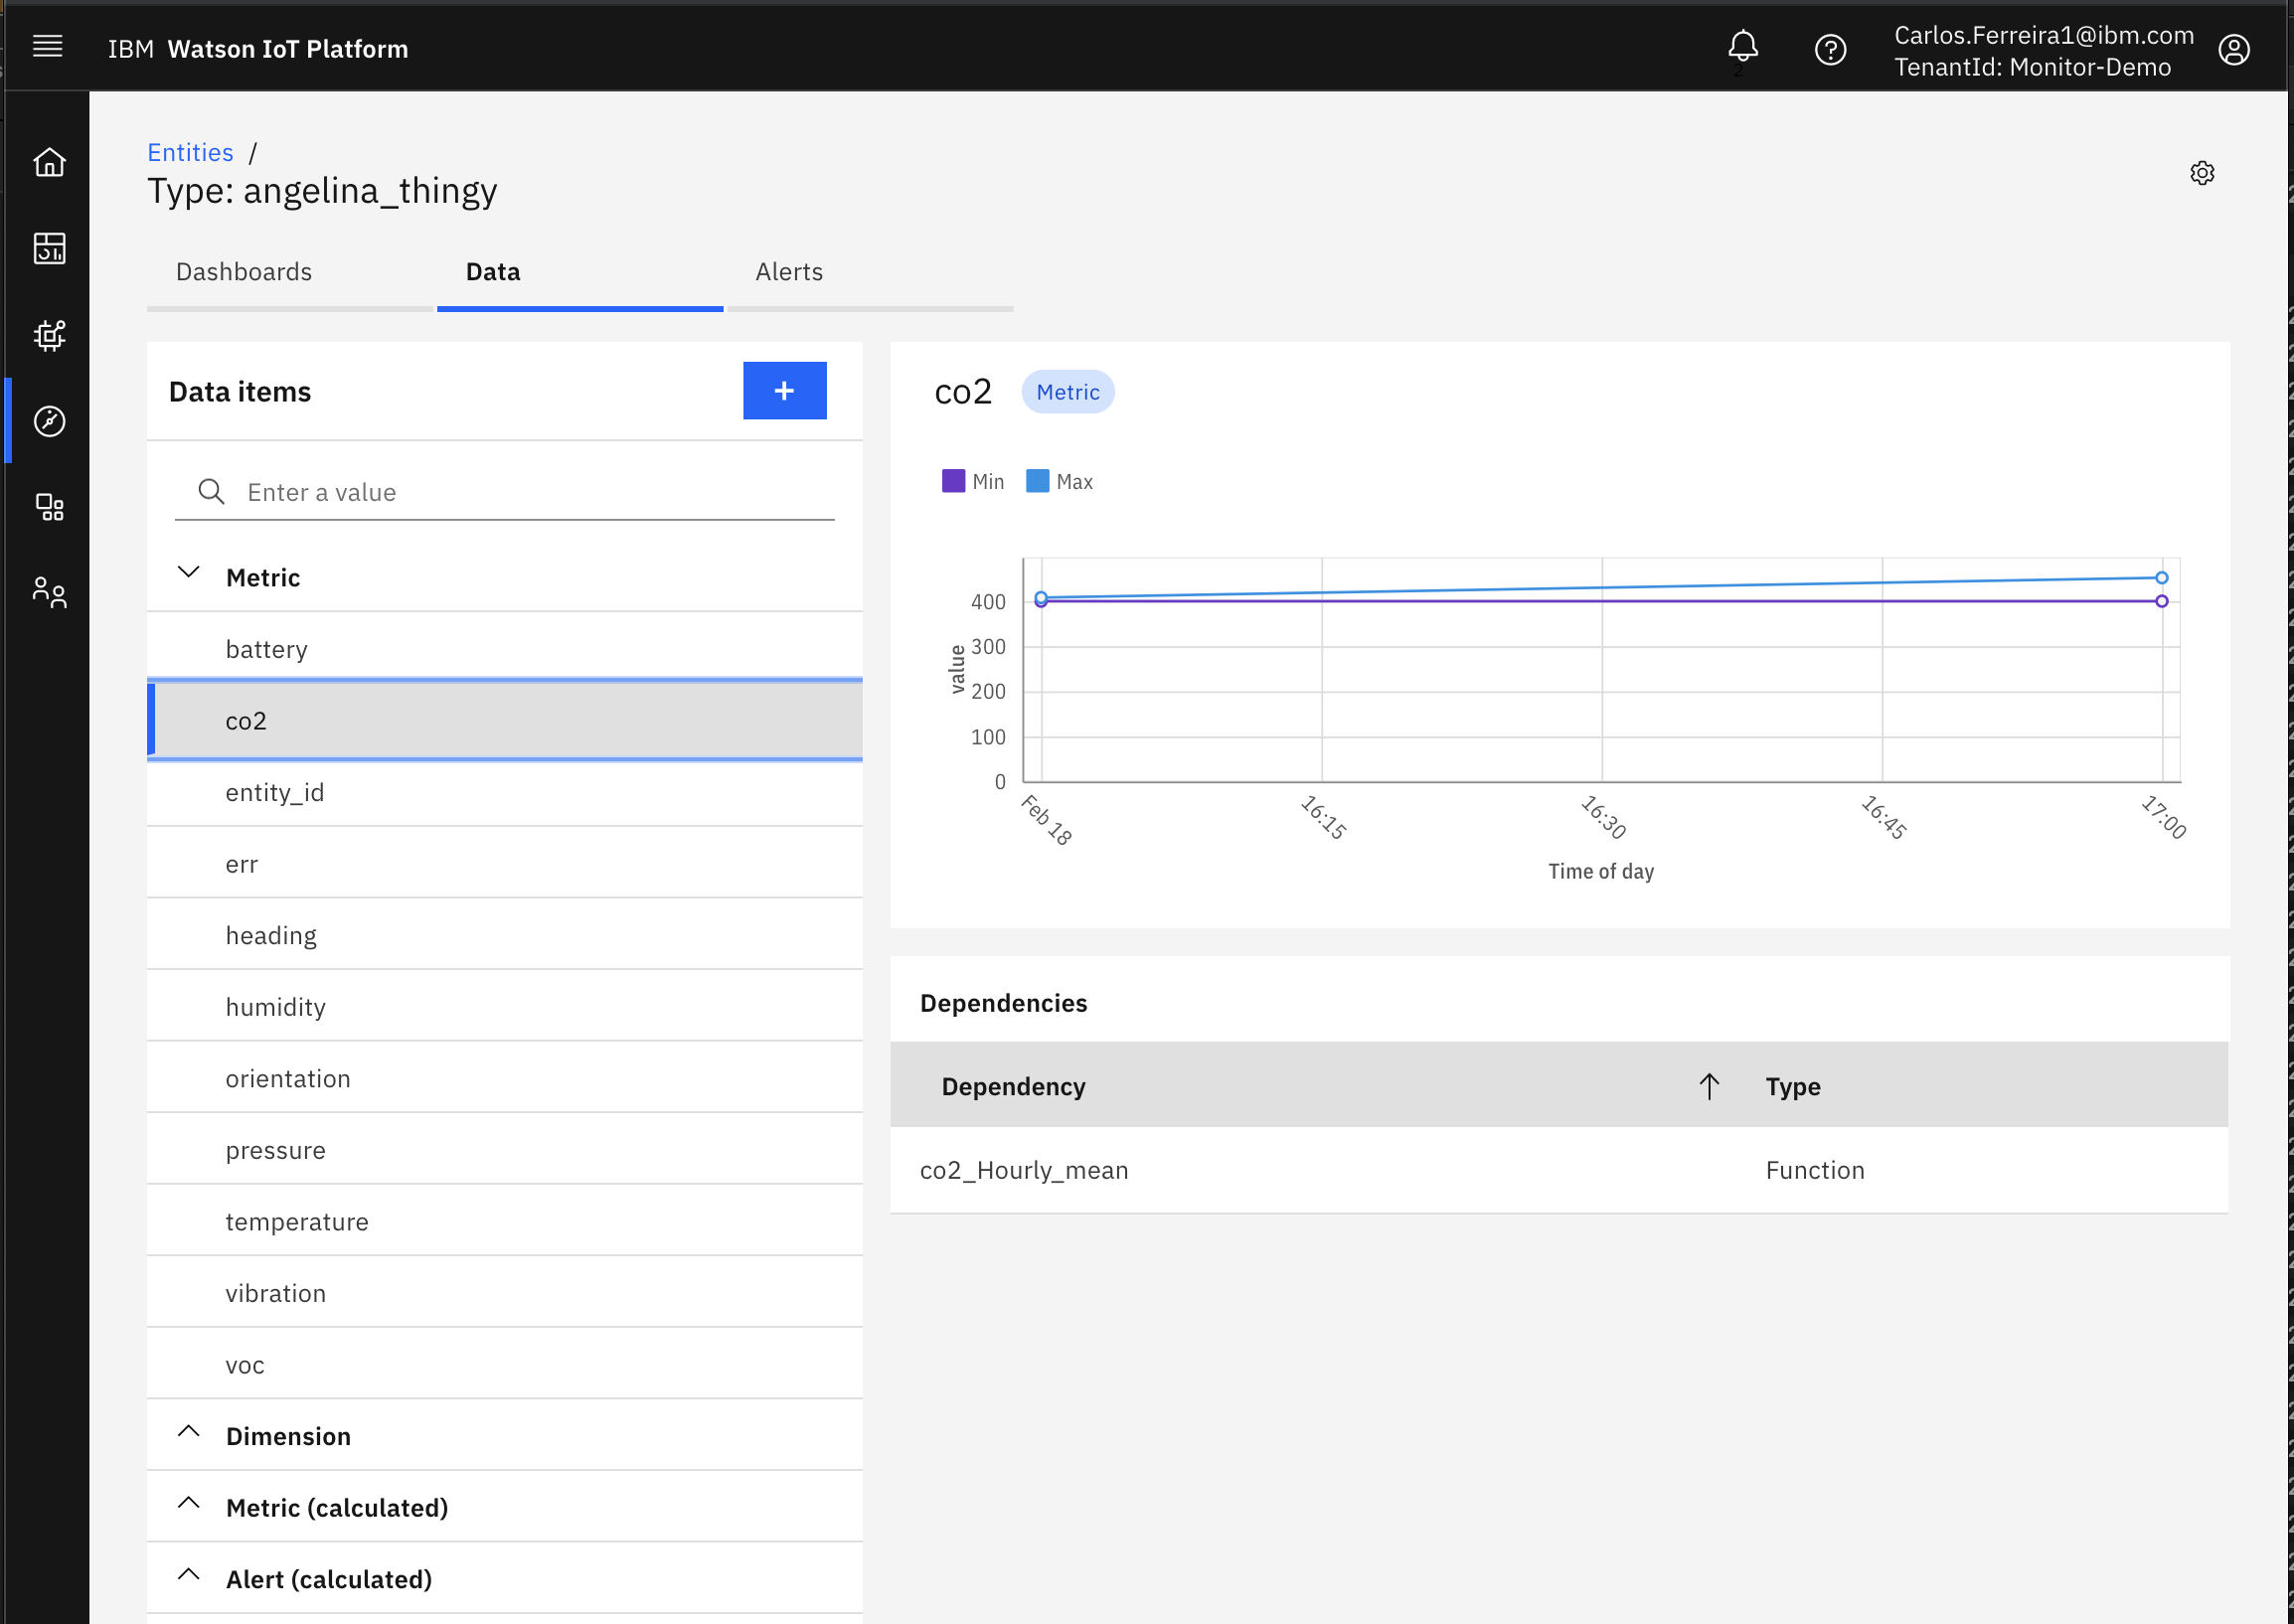 IBM Watson IoT Platform
2
Carlos.Ferreira1@ibm.com
TenantId: Monitor-Demo
Entities /
Type: angelina_thingy
Dashboards
Data
Alerts
Data items
+
Enter a value
Metric
battery
co2
entity_id
err
heading
humidity
orientation
pressure
temperature
vibration
voc
Dimension
Metric (calculated)
Alert (calculated)
co2 Metric
Min Max
400
300
200
100
0
value
Feb 18
16:15
16:30
16:45
17:00
Time of day
Dependencies
Dependency Type
co2_Hourly_mean Function